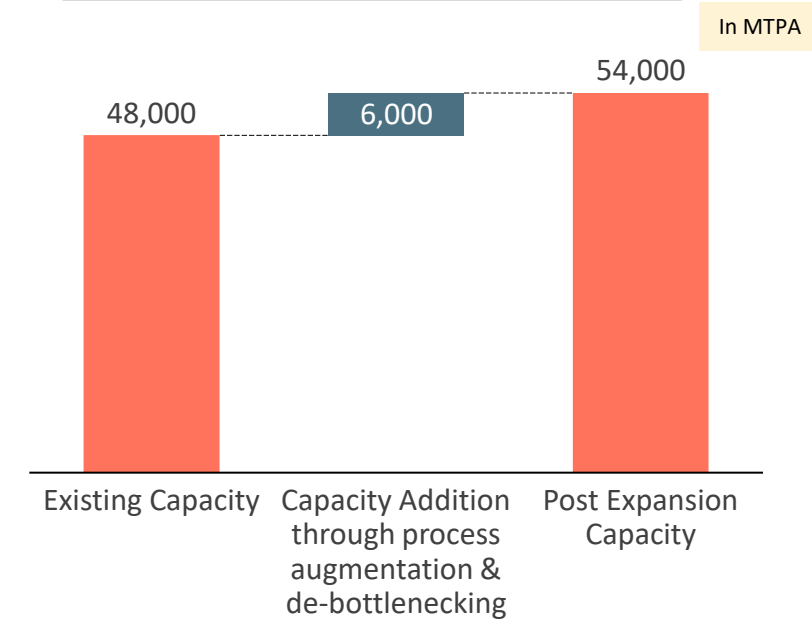 In MTPA
48,000
6,000
54,000
Existing Capacity
Capacity Addition
through process
augmentation &
de-bottlenecking
Post Expansion
Capacity